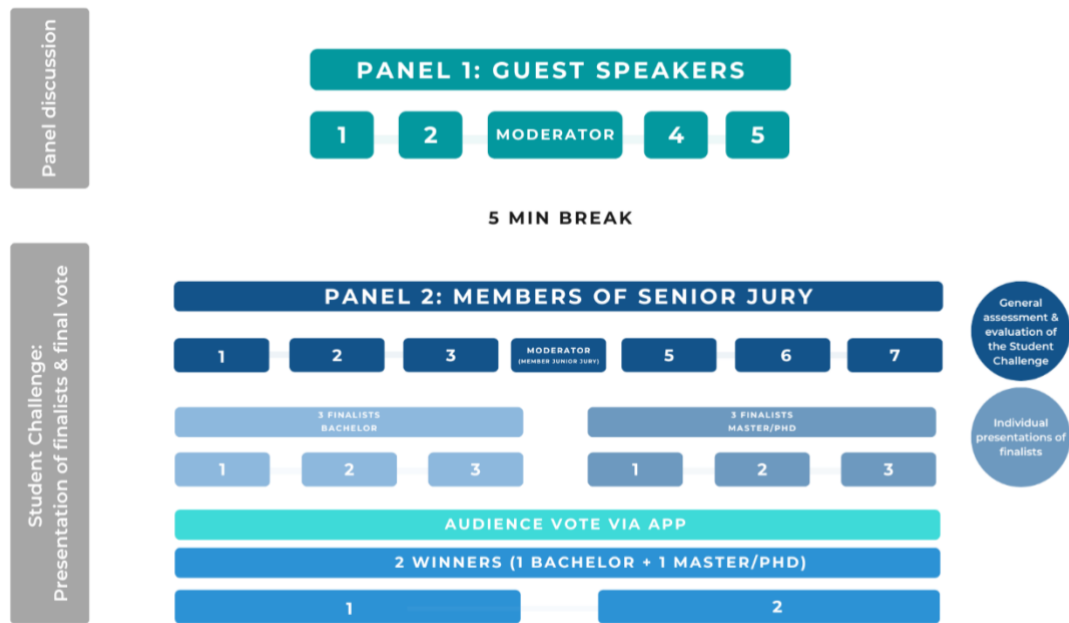 Panel discussion
PANEL 1: GUEST SPEAKERS
1
2
MODERATOR
4
5
5 MIN BREAK
Student Challenge:
Presentation of finalists & final vote
PANEL 2: MEMBERS OF SENIOR JURY
General
assessment &
evaluation of
the Student
Challenge
1
2
3
MODERATOR
(MEMBER JUNIOR JURY)
5
6
7
3 FINALISTS
BACHELOR
3 FINALISTS
MASTER/PHD
Individual
presentations of
finalists
1
2
3
1
2
3
AUDIENCE VOTE VIA APP
2 WINNERS (1 BACHELOR + 1 MASTER/PHD)
1
2